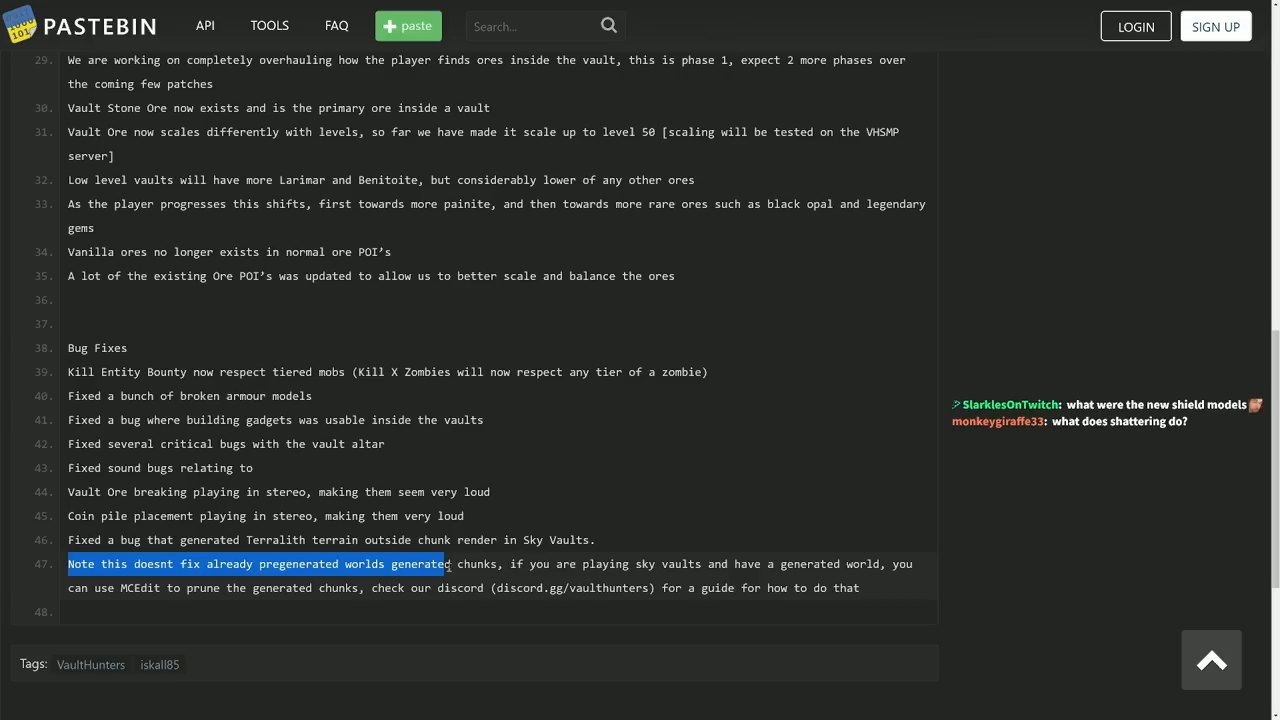 PASTEBIN
API
TOOLS
FAQ
paste
Search...
LOGIN
SIGN UP
29. We are working on completely overhauling how the player finds ores inside the vault, this is phase 1, expect 2 more phases over
the coming few patches
30. Vault Stone Ore now exists and is the primary ore inside a vault
31. Vault Ore now scales differently with levels, so far we have made it scale up to level 50 [scaling will be tested on the VHSMP
server]
32. Low level vaults will have more Larimar and Benitoite, but considerably lower of any other ores
33. As the player progresses this shifts, first towards more painite, and then towards more rare ores such as black opal and legendary
gems
34. Vanilla ores no longer exists in normal ore POI’s
35. A lot of the existing Ore POI’s was updated to allow us to better scale and balance the ores
36.
37.
38. Bug Fixes
39. Kill Entity Bounty now respect tiered mobs (Kill X Zombies will now respect any tier of a zombie)
40. Fixed a bunch of broken armour models
41. Fixed a bug where building gadgets was usable inside the vaults
42. Fixed several critical bugs with the vault altar
43. Fixed sound bugs relating to
44. Vault Ore breaking playing in stereo, making them seem very loud
45. Coin pile placement playing in stereo, making them very loud
46. Fixed a bug that generated Terralith terrain outside chunk render in Sky Vaults.
47. Note this doesnt fix already pregenerated worlds generated chunks, if you are playing sky vaults and have a generated world, you
can use MCEdit to prune the generated chunks, check our discord (discord.gg/vaulthunters) for a guide for how to do that
48.
SlarklesOnTwitch: what were the new shield models
monkeygiraffe33: what does shattering do?
Tags: VaultHunters iskall85